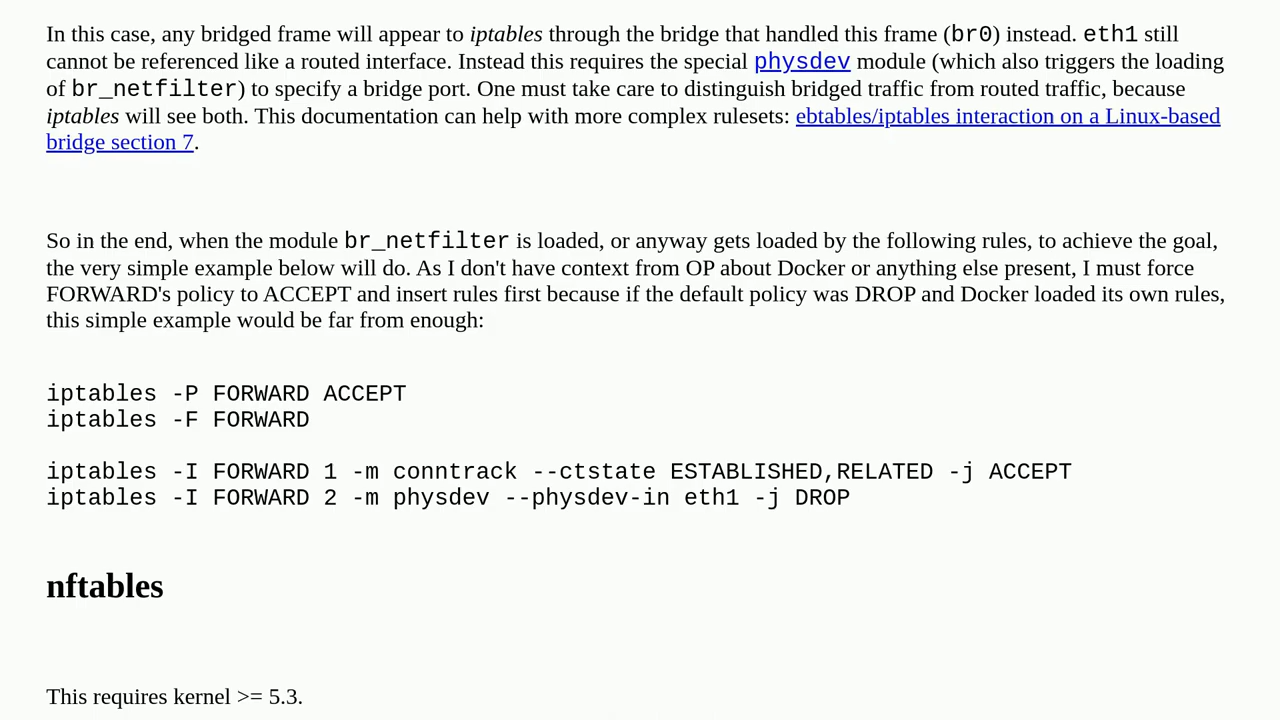 In this case, any bridged frame will appear to iptables through the bridge that handled this frame (br0) instead. eth1 still
cannot be referenced like a routed interface. Instead this requires the special physdev module (which also triggers the loading
of br_netfilter) to specify a bridge port. One must take care to distinguish bridged traffic from routed traffic, because
iptables will see both. This documentation can help with more complex rulesets: ebtables/iptables interaction on a Linux-based
bridge section 7.
So in the end, when the module br_netfilter is loaded, or anyway gets loaded by the following rules, to achieve the goal,
the very simple example below will do. As I don't have context from OP about Docker or anything else present, I must force
FORWARD's policy to ACCEPT and insert rules first because if the default policy was DROP and Docker loaded its own rules,
this simple example would be far from enough:
iptables -P FORWARD ACCEPT
iptables -F FORWARD
iptables -I FORWARD 1 -m conntrack --ctstate ESTABLISHED,RELATED -j ACCEPT
iptables -I FORWARD 2 -m physdev --physdev-in eth1 -j DROP
nftables
This requires kernel >= 5.3.